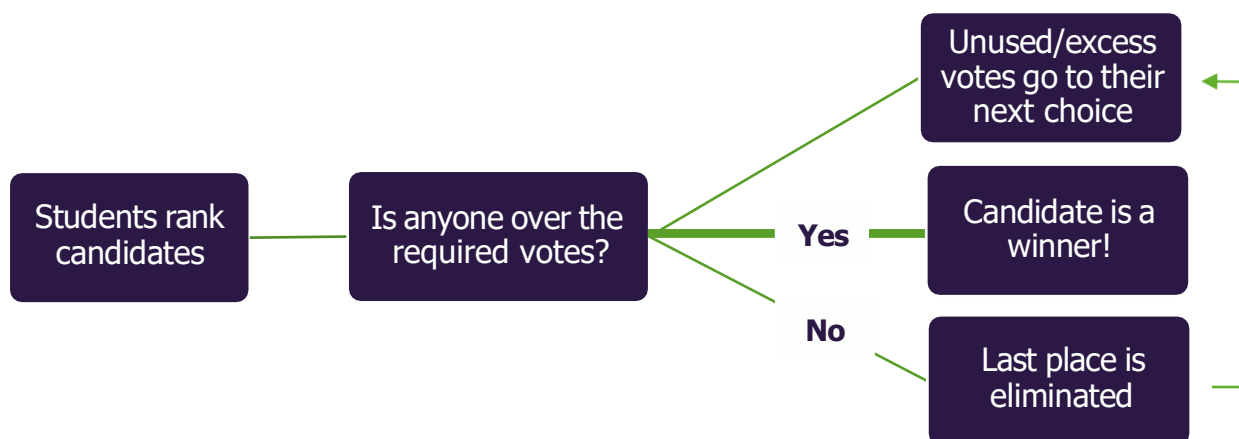 Students rank
candidates
Is anyone over the
required votes?
Unused/excess
votes go to their
next choice
Yes
Candidate is a
winner!
No
Last place is
eliminated